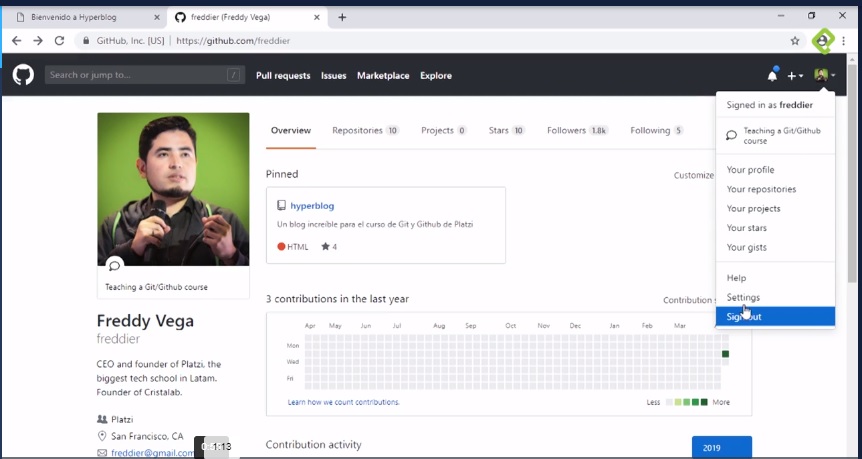 Bienvenido a Hyperblog
freddier (Freddy Vega)
GitHub, Inc. [US] | https://github.com/freddier
Search or jump to...
/
Pull requests Issues Marketplace Explore
Signed in as freddier
Teaching a Git/Github
course
Your profile
Your repositories
Your projects
Your stars
Your gists
Help
Settings
Sign out
Overview Repositories 10 Projects 0 Stars 10 Followers 1.8k Following 5
Pinned
Customize
hyperblog
Un blog increíble para el curso de Git y Github de Platzi
HTML 4
3 contributions in the last year
Contribution
Apr May Jun Jul Aug Sep Oct Nov Dec Jan Feb Mar
Mon
Wed
Fri
Learn how we count contributions.
Less More
Contribution activity
2019
Teaching a Git/Github course
Freddy Vega
freddier
CEO and founder of Platzi, the
biggest tech school in Latam.
Founder of Cristalab.
Platzi
San Francisco, CA
freddier@gmail.com